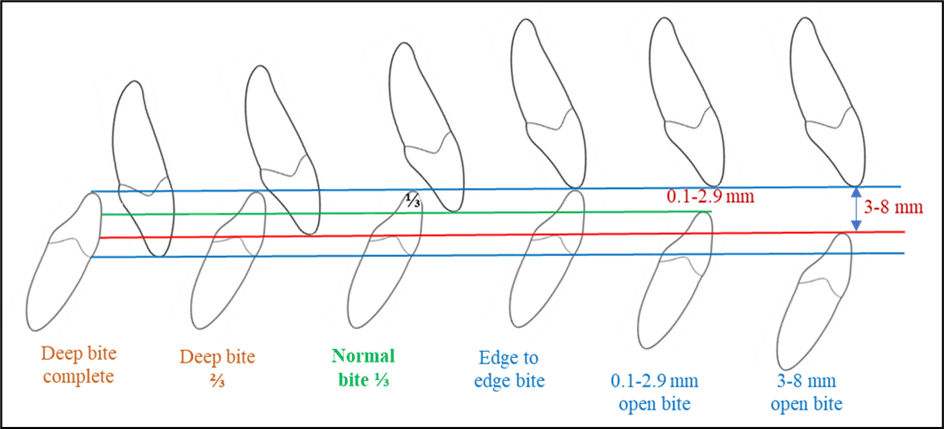 ⅓
0.1-2.9 mm
3-8 mm
Deep bite
complete
Deep bite
⅔
Normal
bite ⅓
Edge to
edge bite
0.1-2.9 mm
open bite
3-8 mm
open bite